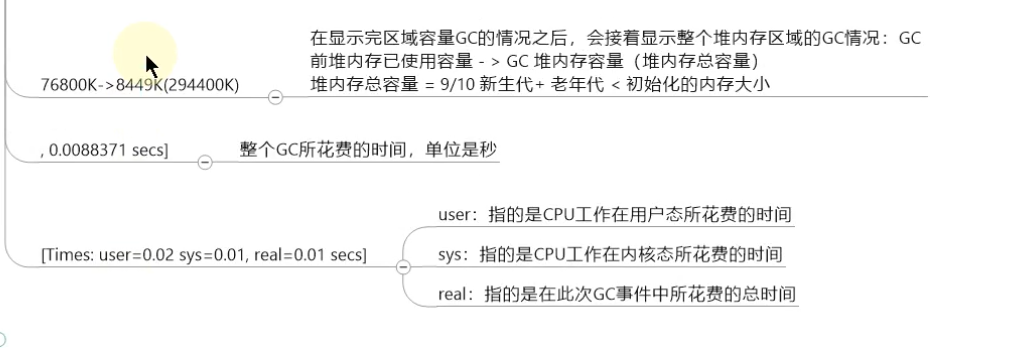 在显示完区域容量GC的情况之后，会接着显示整个堆内存区域的GC情况：GC
前堆内存已使用容量 - > GC 堆内存容量（堆内存总容量）
76800K->8449K(294400K)
堆内存总容量 = 9/10 新生代+ 老年代 < 初始化的内存大小
, 0.0088371 secs]
整个GC所花费的时间，单位是秒
user：指的是CPU工作在用户态所花费的时间
[Times: user=0.02 sys=0.01, real=0.01 secs]
sys：指的是CPU工作在内核态所花费的时间
real：指的是在此次GC事件中所花费的总时间